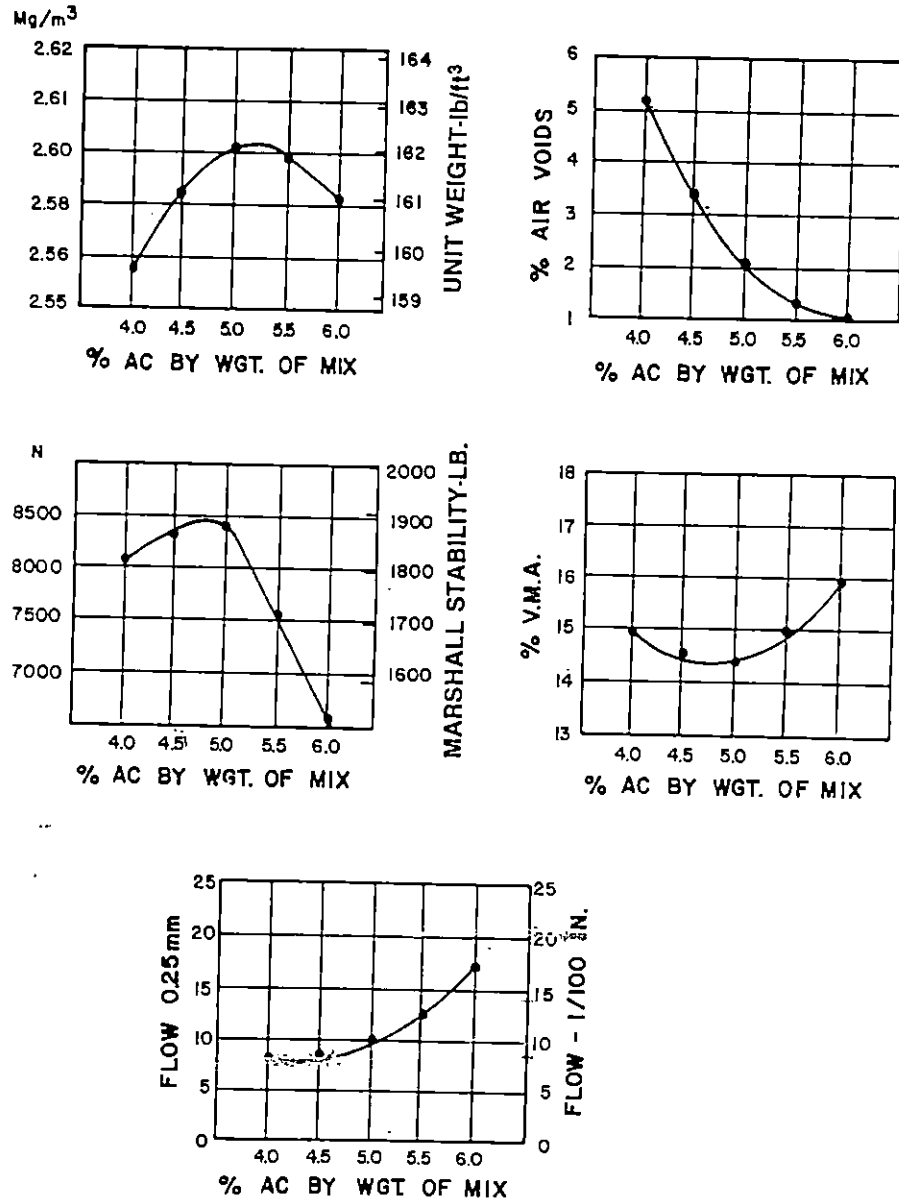 Mg/m³
2.62
2.61
2.60
2.58
2.56
2.55
164
163
162
161
160
159
UNIT WEIGHT-lb/ft³
4.0 4.5 5.0 5.5 6.0
% AC BY WGT. OF MIX
% AIR VOIDS
6
5
4
3
2
1
4.0 4.5 5.0 5.5 6.0
% AC BY WGT. OF MIX
N
8500
8000
7500
7000
2000
1900
1800
1700
1600
MARSHALL STABILITY-LB.
4.0 4.5 5.0 5.5 6.0
% AC BY WGT. OF MIX
% V.M.A.
18
17
16
15
14
13
4.0 4.5 5.0 5.5 6.0
% AC BY WGT. OF MIX
FLOW 0.25mm
25
20
15
10
5
0
25
20
15
10
5
0
FLOW - 1/100 IN.
4.0 4.5 5.0 5.5 6.0
% AC BY WGT. OF MIX